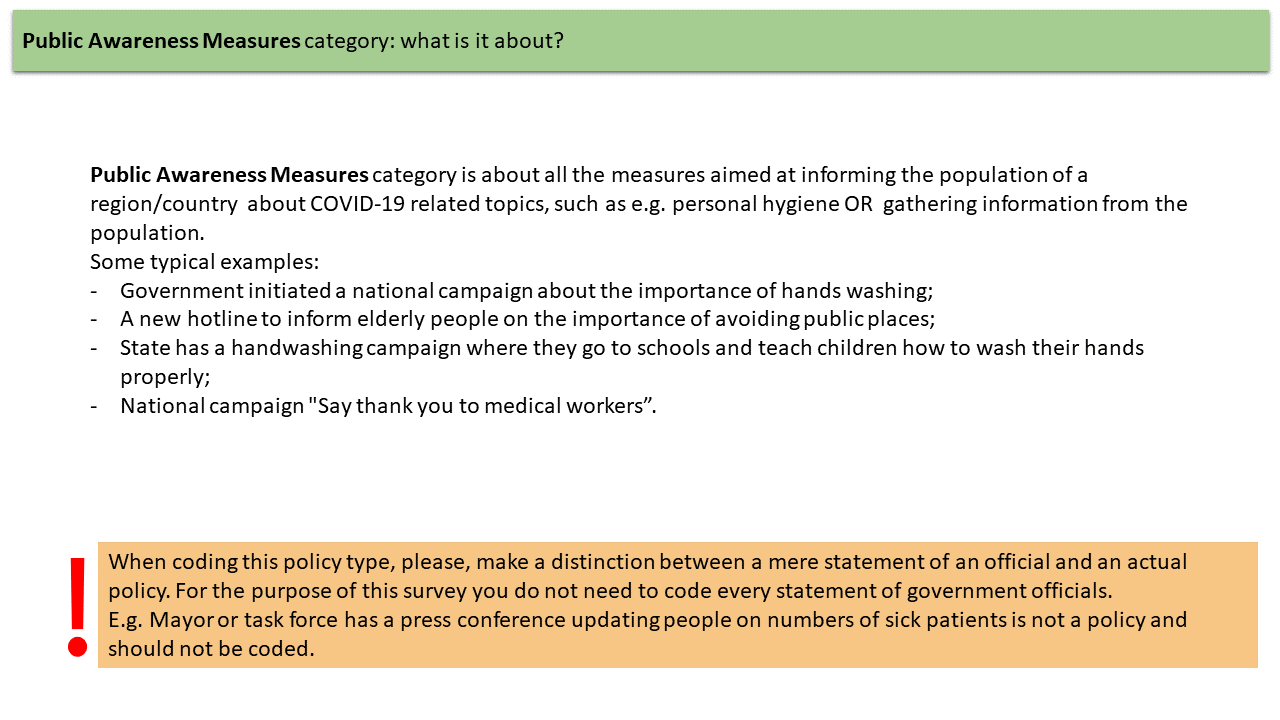 Public Awareness Measures category: what is it about?
Public Awareness Measures category is about all the measures aimed at informing the population of a
region/country  about COVID-19 related topics, such as e.g. personal hygiene OR  gathering information from the
population.
Some typical examples:
- Government initiated a national campaign about the importance of hands washing;
- A new hotline to inform elderly people on the importance of avoiding public places;
- State has a handwashing campaign where they go to schools and teach children how to wash their hands
properly;
- National campaign "Say thank you to medical workers”.
! When coding this policy type, please, make a distinction between a mere statement of an official and an actual
policy. For the purpose of this survey you do not need to code every statement of government officials.
E.g. Mayor or task force has a press conference updating people on numbers of sick patients is not a policy and
should not be coded.